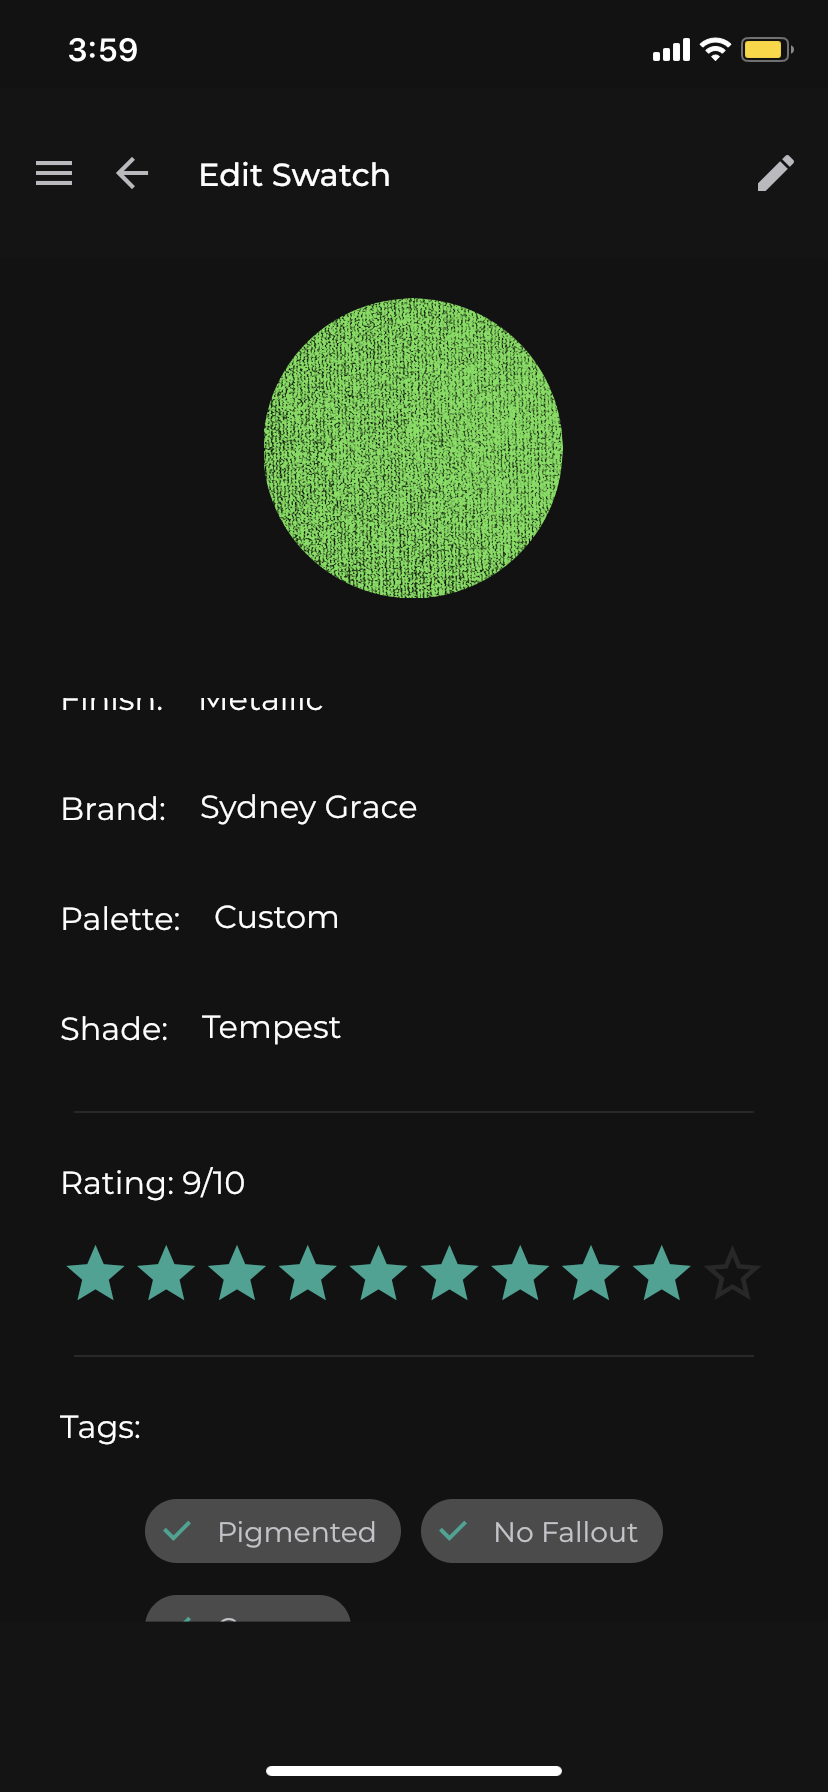 3:59
Edit Swatch
Finish: Metallic
Brand: Sydney Grace
Palette: Custom
Shade: Tempest
Rating: 9/10
Tags:
Pigmented No Fallout